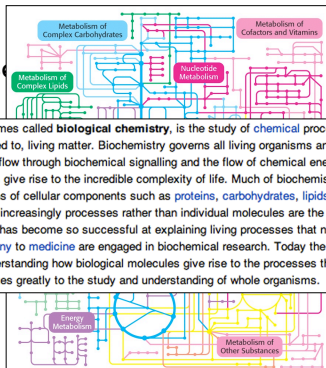 Metabolism of
Complex Carbohydrates
Metabolism of
Cofactors and Vitamins
Nucleotide
Metabolism
Metabolism of
Complex Lipids
mes called biological chemistry, is the study of chemical proc
ed to, living matter. Biochemistry governs all living organisms an
flow through biochemical signalling and the flow of chemical ene
give rise to the incredible complexity of life. Much of biochemis
s of cellular components such as proteins, carbohydrates, lipids
increasingly processes rather than individual molecules are the
has become so successful at explaining living processes that n
ny to medicine are engaged in biochemical research. Today the
erstanding how biological molecules give rise to the processes th
es greatly to the study and understanding of whole organisms.
Energy
Metabolism
Metabolism of
Other Substances